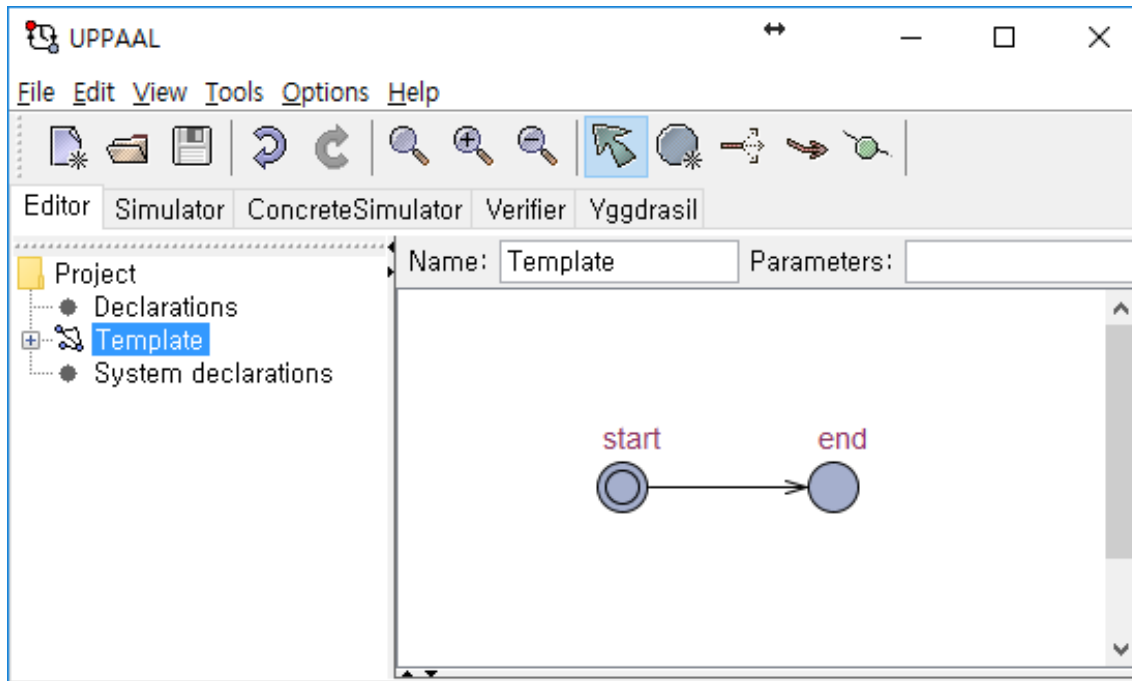 UPPAAL
File Edit View Tools Options Help
Editor Simulator ConcreteSimulator Verifier Yggdrasil
Project
Declarations
Template
System declarations
Name: Template Parameters:
start end